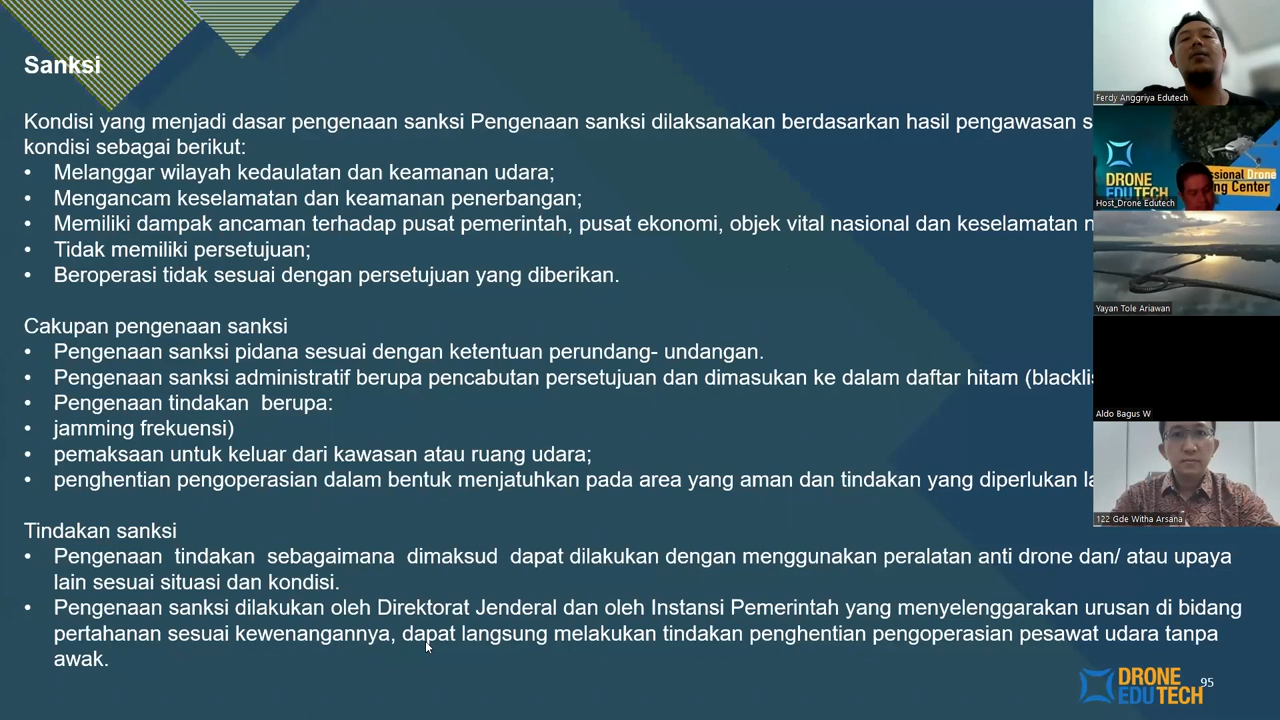 Sanksi
Kondisi yang menjadi dasar pengenaan sanksi Pengenaan sanksi dilaksanakan berdasarkan hasil pengawasan
kondisi sebagai berikut:
• Melanggar wilayah kedaulatan dan keamanan udara;
• Mengancam keselamatan dan keamanan penerbangan;
• Memiliki dampak ancaman terhadap pusat pemerintah, pusat ekonomi, objek vital nasional dan keselamatan
• Tidak memiliki persetujuan;
• Beroperasi tidak sesuai dengan persetujuan yang diberikan.
Cakupan pengenaan sanksi
• Pengenaan sanksi pidana sesuai dengan ketentuan perundang- undangan.
• Pengenaan sanksi administratif berupa pencabutan persetujuan dan dimasukan ke dalam daftar hitam
• Pengenaan tindakan  berupa:
• jamming frekuensi)
• pemaksaan untuk keluar dari kawasan atau ruang udara;
• penghentian pengoperasian dalam bentuk menjatuhkan pada area yang aman dan tindakan yang diperlukan
Tindakan sanksi
• Pengenaan  tindakan  sebagaimana  dimaksud  dapat dilakukan dengan menggunakan peralatan anti drone dan/ atau upaya
lain sesuai situasi dan kondisi.
• Pengenaan sanksi dilakukan oleh Direktorat Jenderal dan oleh Instansi Pemerintah yang menyelenggarakan urusan di bidang
pertahanan sesuai kewenangannya, dapat langsung melakukan tindakan penghentian pengoperasian pesawat udara tanpa
awak.
DRONE
EDUTECH
95
Ferdy Anggriya Edutech
DRONE
EDUTECH
Drone
Center
Host_Drone Edutech
Yayan Tole Ariawan
Aldo Bagus W
122 Gde Witha Arsana